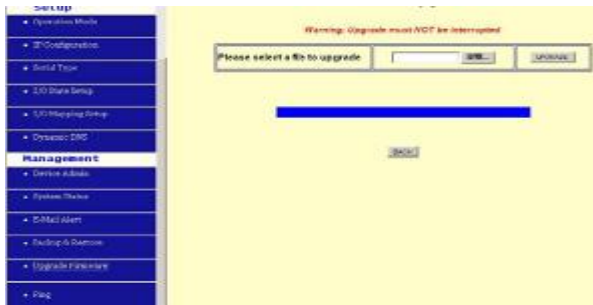 Setup
Operation Mode
IP Configuration
Serial Type
I/O State Setup
I/O Mapping Setup
Dynamic DNS
Management
Device Admin
System Status
E-Mail Alert
Backup & Restore
Upgrade Firmware
Ping
Warning: Upgrade must NOT be interrupted
Please select a file to upgrade
UPGRADE
BACK